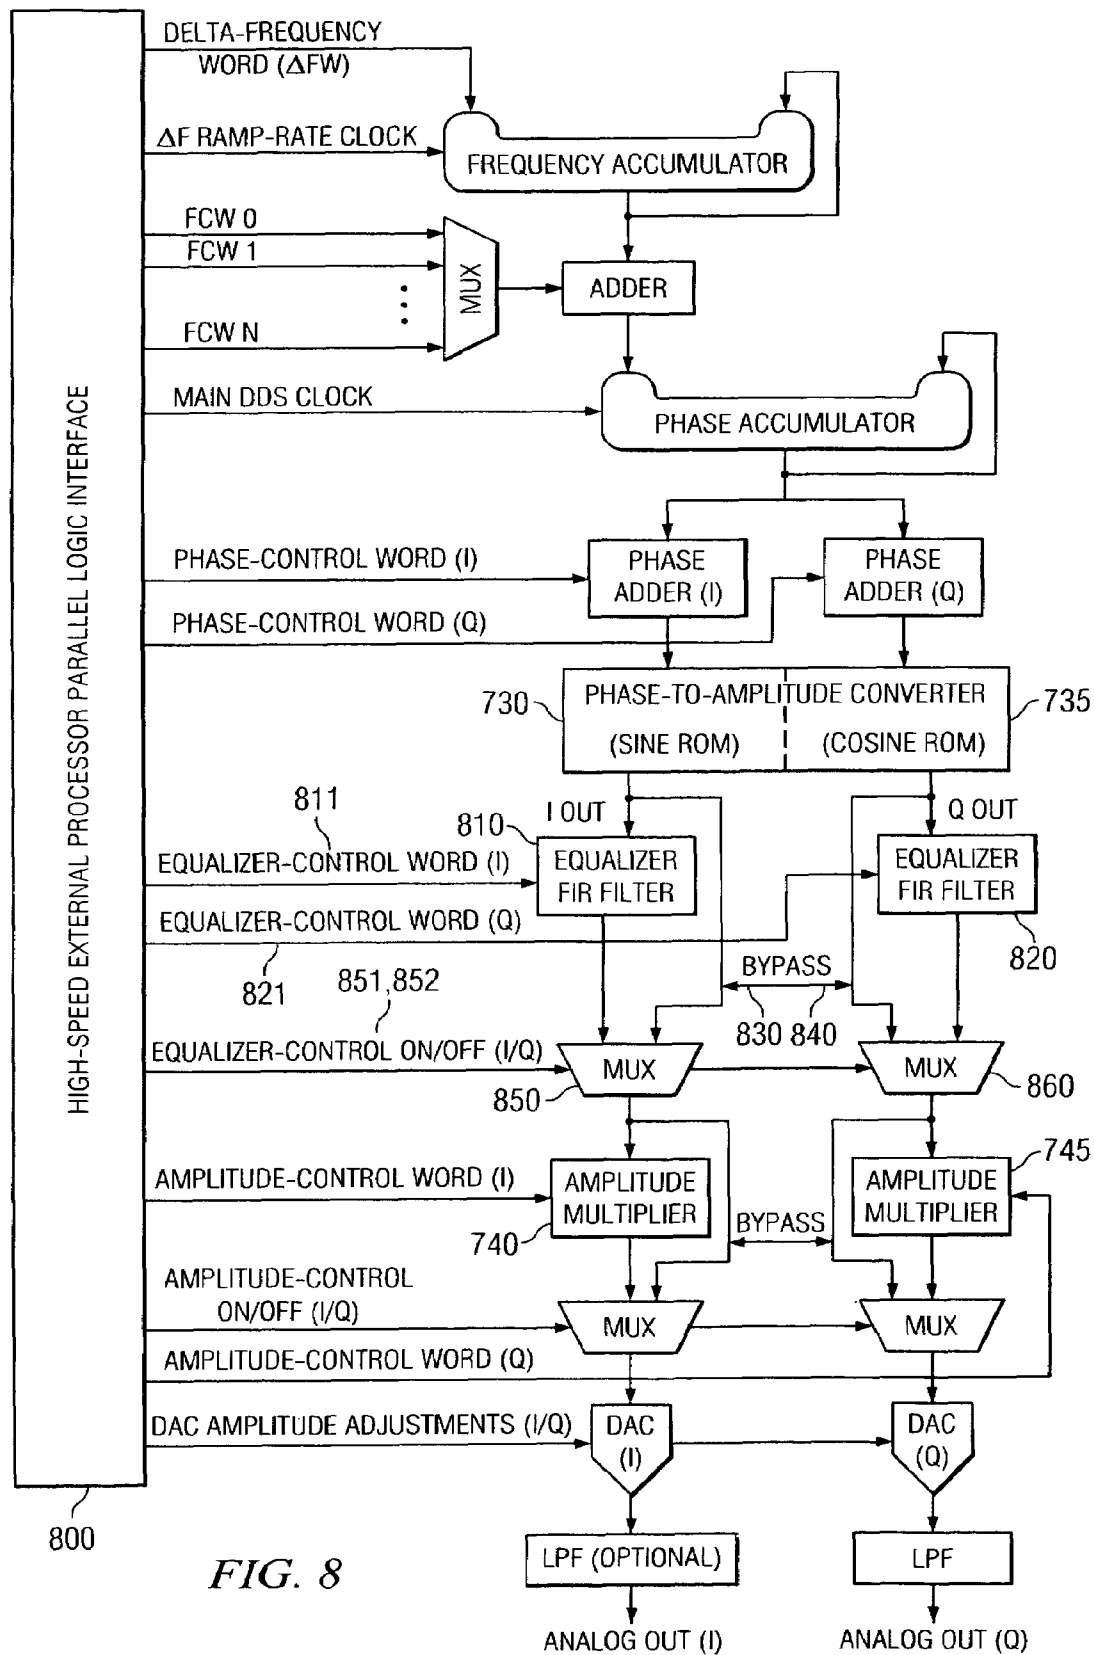 DELTA-FREQUENCY
WORD (ΔFW)
ΔF RAMP-RATE CLOCK
FREQUENCY ACCUMULATOR
FCW 0
FCW 1
MUX
ADDER
FCW N
MAIN DDS CLOCK
PHASE ACCUMULATOR
HIGH-SPEED EXTERNAL PROCESSOR PARALLEL LOGIC INTERFACE
PHASE-CONTROL WORD (I)
PHASE
ADDER (I)
PHASE
ADDER (Q)
PHASE-CONTROL WORD (Q)
730
PHASE-TO-AMPLITUDE CONVERTER
735
(SINE ROM)
(COSINE ROM)
811
I OUT
Q OUT
810
EQUALIZER-CONTROL WORD (I)
EQUALIZER
FIR FILTER
EQUALIZER
FIR FILTER
EQUALIZER-CONTROL WORD (Q)
820
821
851,852
BYPASS
830
840
EQUALIZER-CONTROL ON/OFF (I/Q)
MUX
MUX
850
860
AMPLITUDE-CONTROL WORD (I)
AMPLITUDE
MULTIPLIER
AMPLITUDE
MULTIPLIER
745
740
BYPASS
AMPLITUDE-CONTROL
ON/OFF (I/Q)
MUX
MUX
AMPLITUDE-CONTROL WORD (Q)
DAC AMPLITUDE ADJUSTMENTS (I/Q)
DAC
(I)
DAC
(Q)
800
LPF (OPTIONAL)
LPF
FIG. 8
ANALOG OUT (I)
ANALOG OUT (Q)